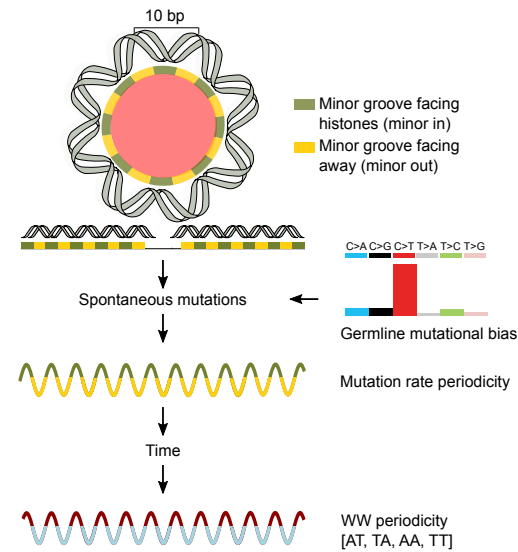 10 bp
Minor groove facing
histones (minor in)
Minor groove facing
away (minor out)
C>A C>G C>T T>A T>C T>G
Spontaneous mutations
Germline mutational bias
Mutation rate periodicity
Time
WW periodicity
[AT, TA, AA, TT]